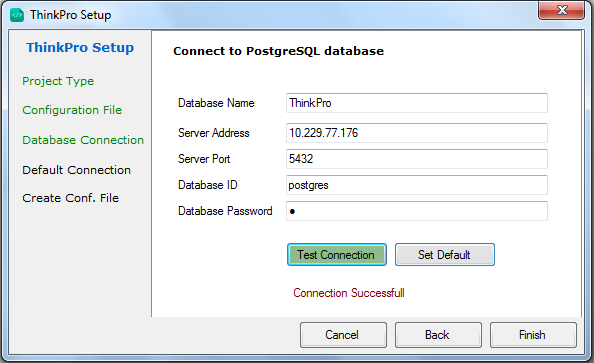 ThinkPro Setup
ThinkPro Setup
Project Type
Configuration File
Database Connection
Default Connection
Create Conf. File
Connect to PostgreSQL database
Database Name ThinkPro
Server Address 10.229.77.176
Server Port 5432
Database ID postgres
Database Password ●
Test Connection Set Default
Connection Successfull
Cancel Back Finish